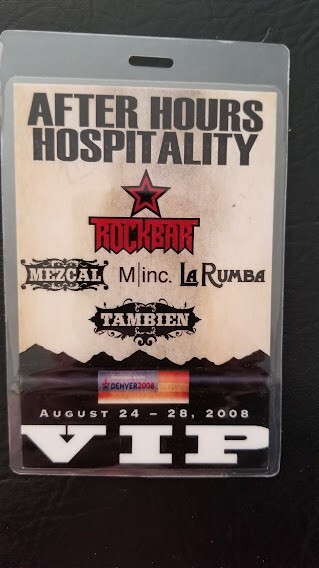 AFTER HOURS
HOSPITALITY
ROCKBAR
MEZCAL M|inc. LA RUMBA
TAMBIEN
DENVER2008
AUGUST 24 – 28, 2008
VIP